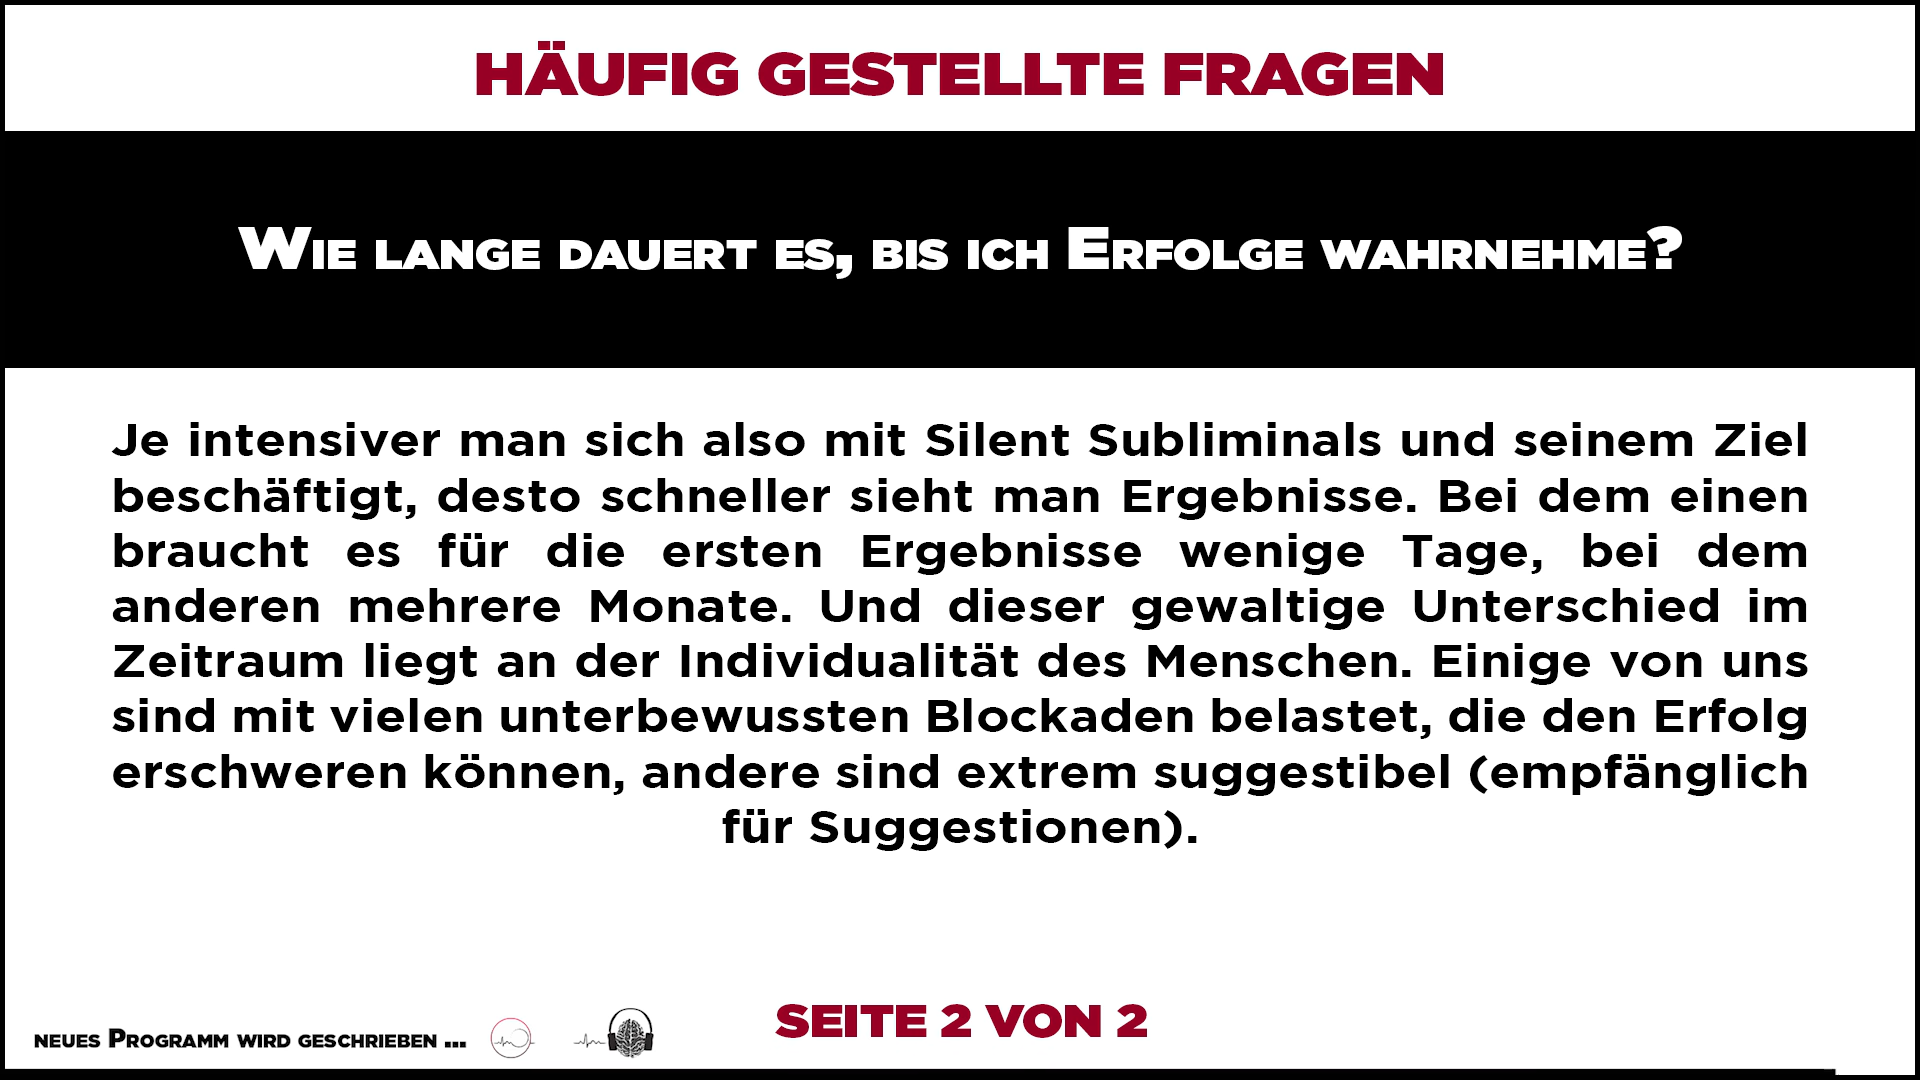 HÄUFIG GESTELLTE FRAGEN
Wie lange dauert es, bis ich Erfolge wahrnehme?
Je intensiver man sich also mit Silent Subliminals und seinem Ziel
beschäftigt, desto schneller sieht man Ergebnisse. Bei dem einen
braucht es für die ersten Ergebnisse wenige Tage, bei dem
anderen mehrere Monate. Und dieser gewaltige Unterschied im
Zeitraum liegt an der Individualität des Menschen. Einige von uns
sind mit vielen unterbewussten Blockaden belastet, die den Erfolg
erschweren können, andere sind extrem suggestibel (empfänglich
für Suggestionen).
SEITE 2 VON 2
neues Programm wird geschrieben ...